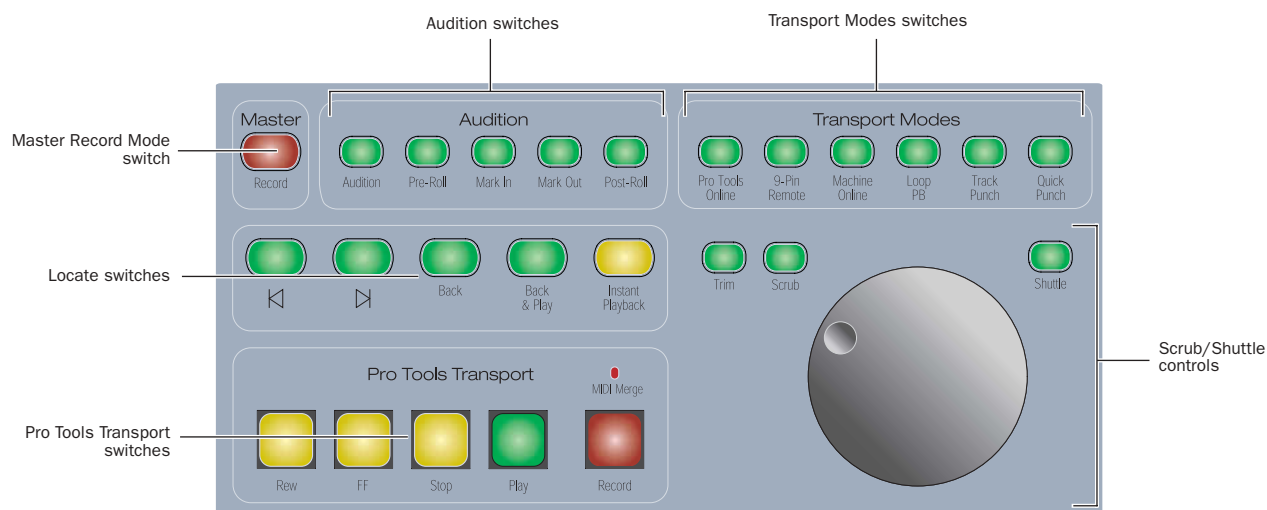 Audition switches
Transport Modes switches
Master Record Mode
switch
Master
Record
Audition
Audition
Pre-Roll
Mark In
Mark Out
Post-Roll
Transport Modes
Pro Tools
Online
9-Pin
Remote
Machine
Online
Loop
PB
Track
Punch
Quick
Punch
Locate switches
Back
Back
& Play
Instant
Playback
Trim
Scrub
Shuttle
Scrub/Shuttle
controls
Pro Tools Transport
MIDI Merge
Pro Tools Transport
switches
Rew
FF
Stop
Play
Record